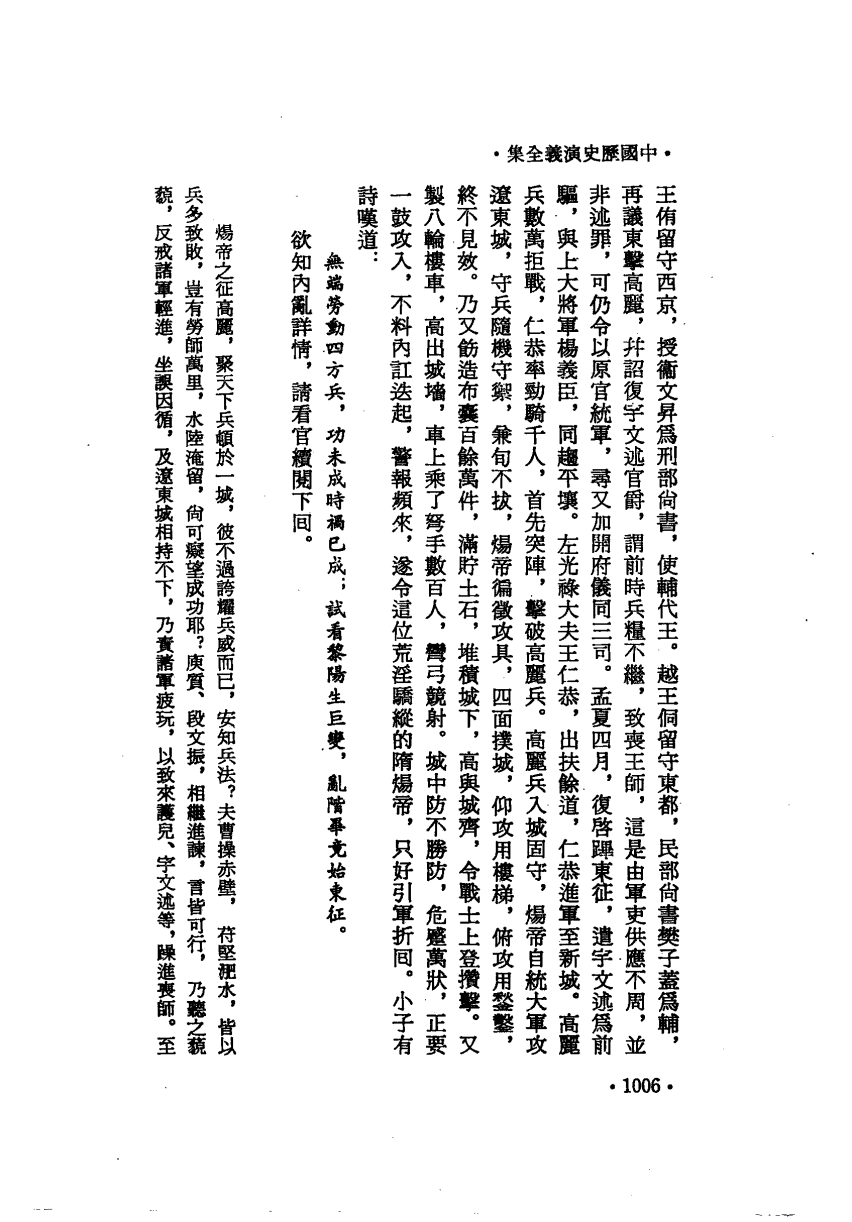 •中國歷史演義全集•
王侑留守西京，授衞文昇爲刑部尚書，使輔代王。越王侗留守東都，民部尚書樊子蓋爲輔，
再議東擊高麗，幷詔復宇文述官爵，謂前時兵糧不繼，致喪王師，這是由軍吏供應不周，並
非述罪，可仍令以原官統軍，尋又加開府儀同三司。孟夏四月，復啓蹕東征，遣宇文述爲前
驅，與上大將軍楊義臣，同趨平壤。左光祿大夫王仁恭，出扶餘道，仁恭進軍至新城。高麗
兵數萬拒戰，仁恭率勁騎千人，首先突陣，擊破高麗兵。高麗兵入城固守，煬帝自統大軍攻
遼東城，守兵隨機守禦，兼旬不拔，煬帝徧徵攻具，四面撲城，仰攻用樓梯，俯攻用鍫鑿，
終不見效。乃又飭造布囊百餘萬件，滿貯土石，堆積城下，高與城齊，令戰士上登攢擊。又
製八輪樓車，高出城墻，車上乘了弩手數百人，彎弓競射。城中防不勝防，危蹙萬狀，正要
一鼓攻入，不料內訌迭起，警報頻來，遂令這位荒淫驕縱的隋煬帝，只好引軍折回。小子有
詩嘆道：
無端勞動四方兵，功未成時禍已成；試看黎陽生巨變，亂階畢竟始東征。
欲知內亂詳情，請看官續閱下回。
煬帝之征高麗，聚天下兵頓於一城，彼不過誇耀兵威而已，安知兵法？夫曹操赤壁，苻堅淝水，皆以
兵多致敗，豈有勞師萬里，水陸淹留，尚可癡望成功耶？庾質、段文振，相繼進諫，言皆可行，乃聽之藐
藐，反戒諸軍輕進，坐誤因循，及遼東城相持不下，乃責諸軍疲玩，以致來護兒、宇文述等，躁進喪師。至
•1006•